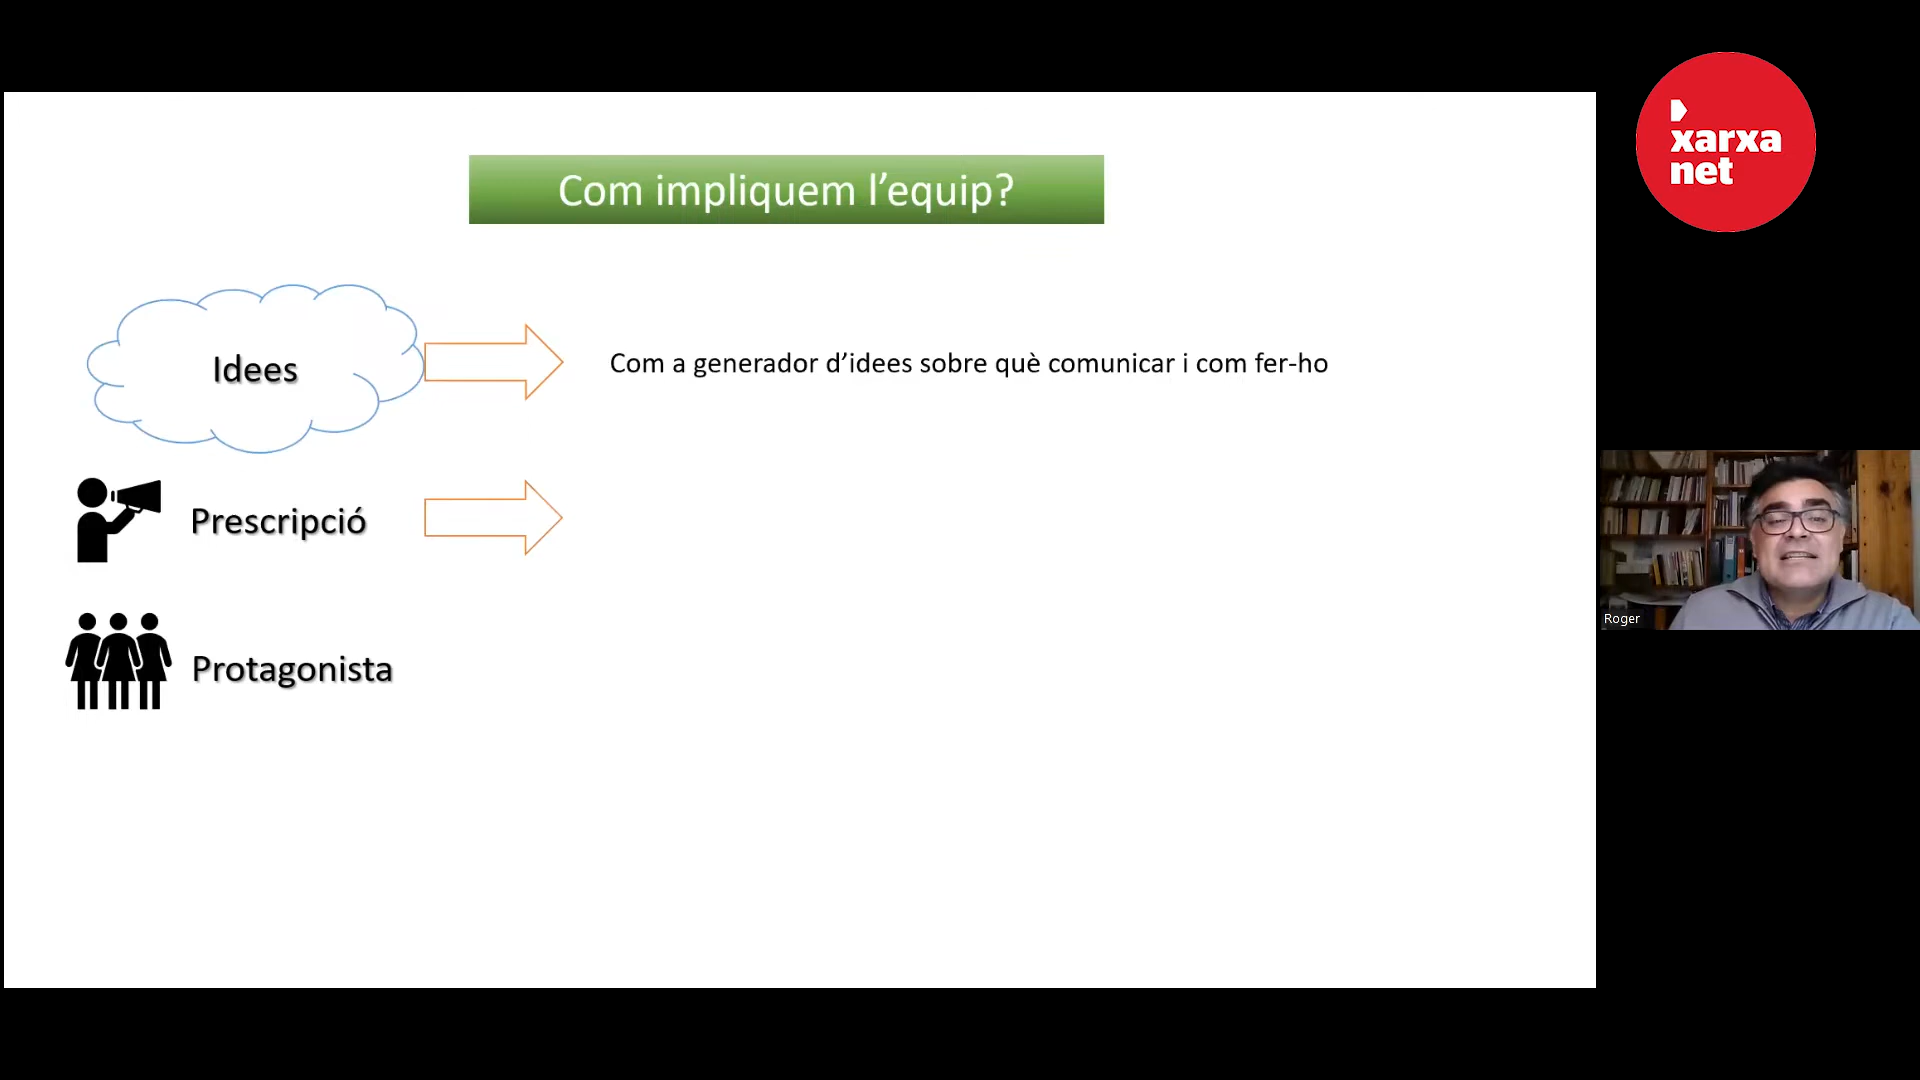 Com impliquem l’equip?
Idees
Com a generador d’idees sobre què comunicar i com fer-ho
Prescripció
Protagonista
xarxa
net
Roger